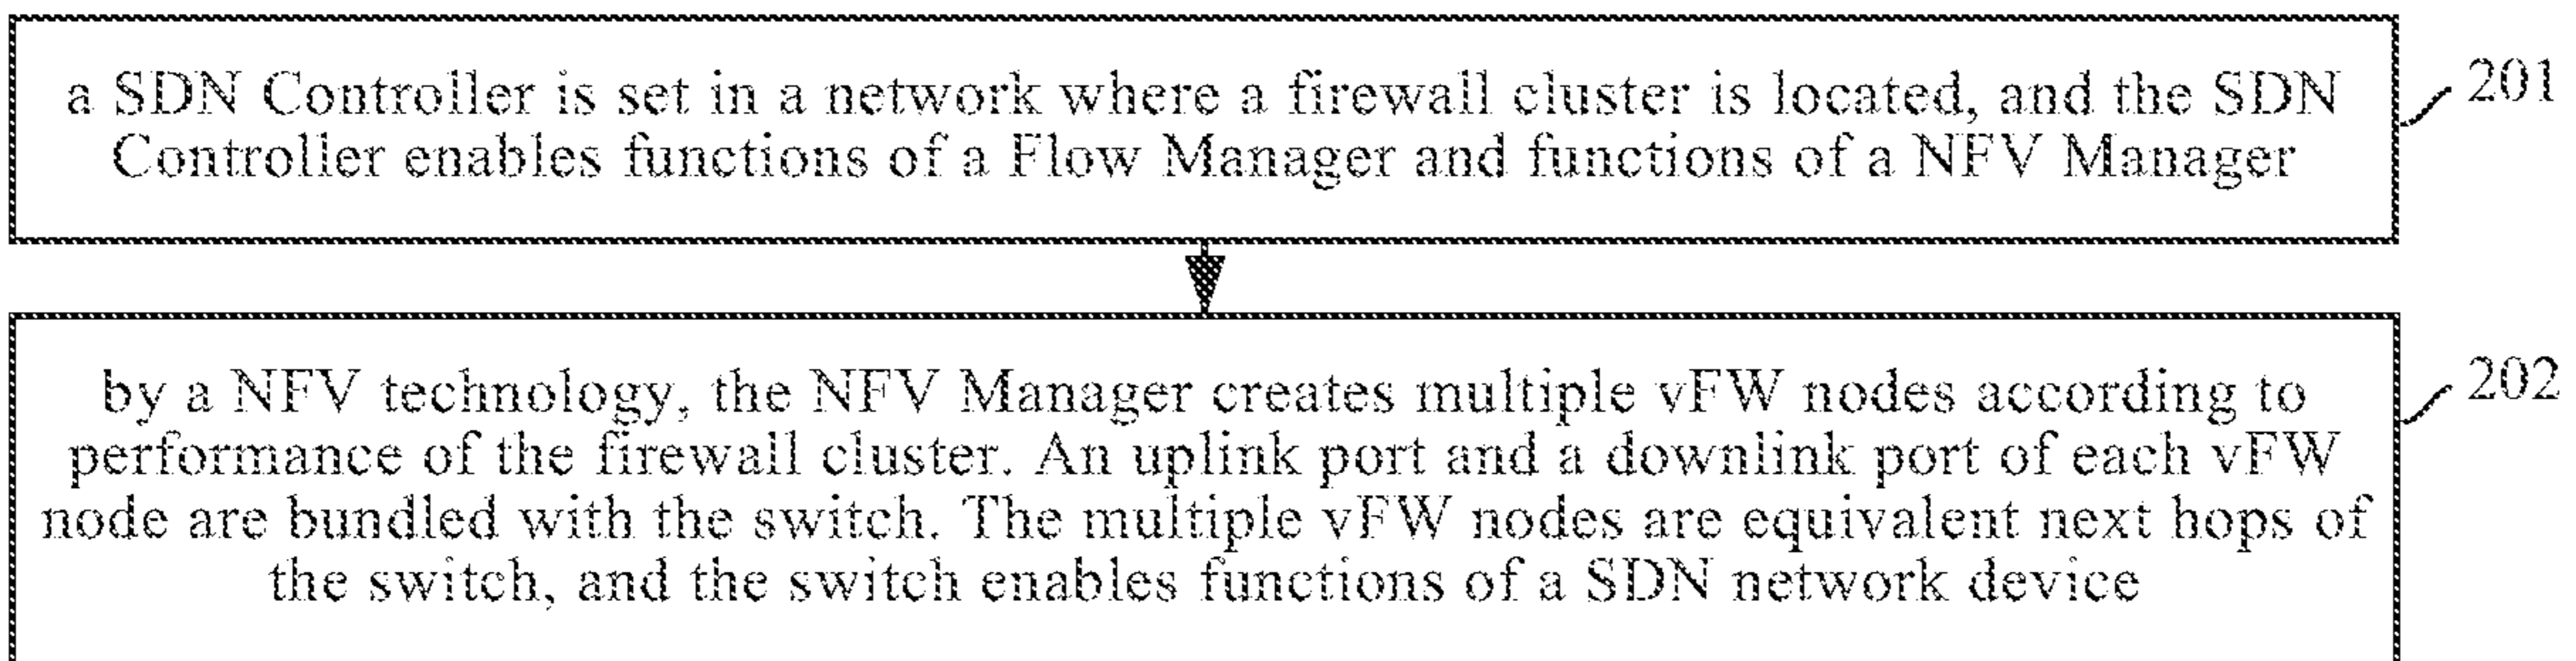 a SDN Controller is set in a network where a firewall cluster is located, and the SDN
Controller enables functions of a Flow Manager and functions of a NFV Manager
201
by a NFV technology, the NFV Manager creates multiple vFW nodes according to
performance of the firewall cluster. An uplink port and a downlink port of each vFW
node are bundled with the switch. The multiple vFW nodes are equivalent next hops of
the switch, and the switch enables functions of a SDN network device
202